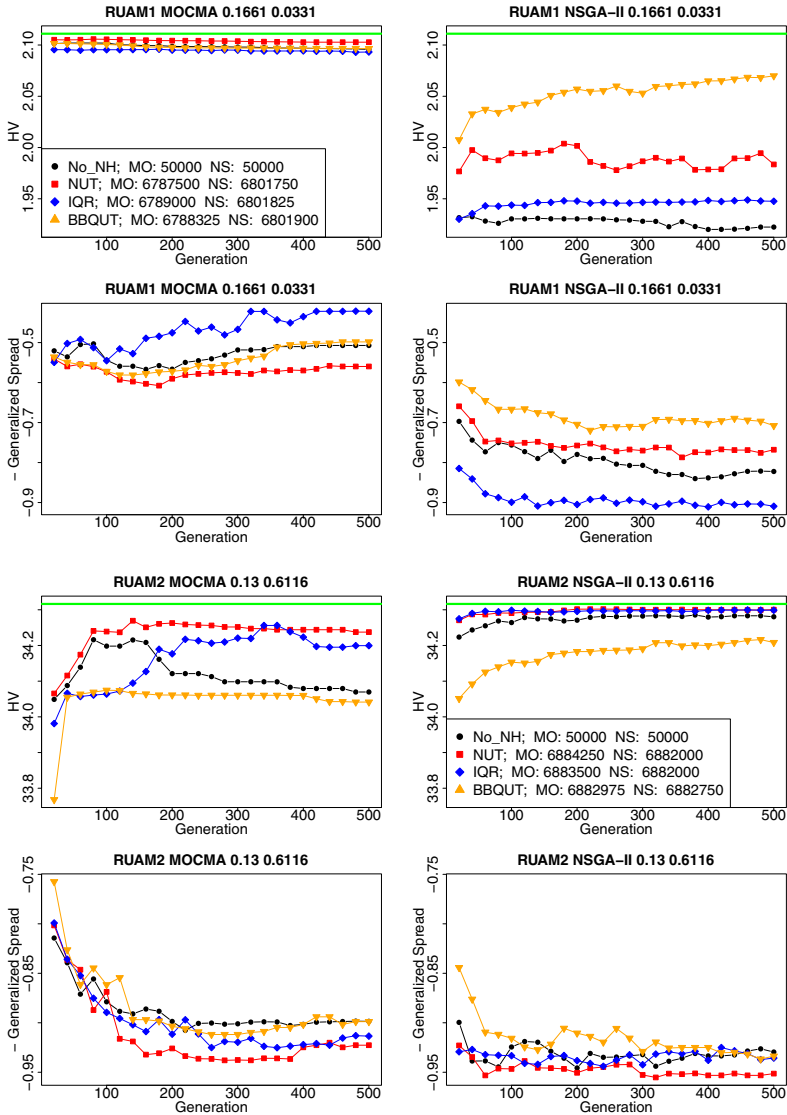 RUAM1 MOCMA 0.1661 0.0331
HV
2.10
2.05
2.00
1.95
No_NH; MO: 50000 NS: 50000
NUT; MO: 6787500 NS: 6801750
IQR; MO: 6789000 NS: 6801825
BBQUT; MO: 6788325 NS: 6801900
100 200 300 400 500
Generation
RUAM1 NSGA-II 0.1661 0.0331
HV
2.10
2.05
2.00
1.95
100 200 300 400 500
Generation
RUAM1 MOCMA 0.1661 0.0331
- Generalized Spread
-0.5
-0.7
-0.9
100 200 300 400 500
Generation
RUAM1 NSGA-II 0.1661 0.0331
- Generalized Spread
-0.5
-0.7
-0.9
100 200 300 400 500
Generation
RUAM2 MOCMA 0.13 0.6116
HV
34.2
34.0
33.8
100 200 300 400 500
Generation
RUAM2 NSGA-II 0.13 0.6116
HV
34.2
34.0
33.8
No_NH; MO: 50000 NS: 50000
NUT; MO: 6884250 NS: 6882000
IQR; MO: 6883500 NS: 6882000
BBQUT; MO: 6882975 NS: 6882750
100 200 300 400 500
Generation
RUAM2 MOCMA 0.13 0.6116
- Generalized Spread
-0.75
-0.85
-0.95
100 200 300 400 500
Generation
RUAM2 NSGA-II 0.13 0.6116
- Generalized Spread
-0.75
-0.85
-0.95
100 200 300 400 500
Generation